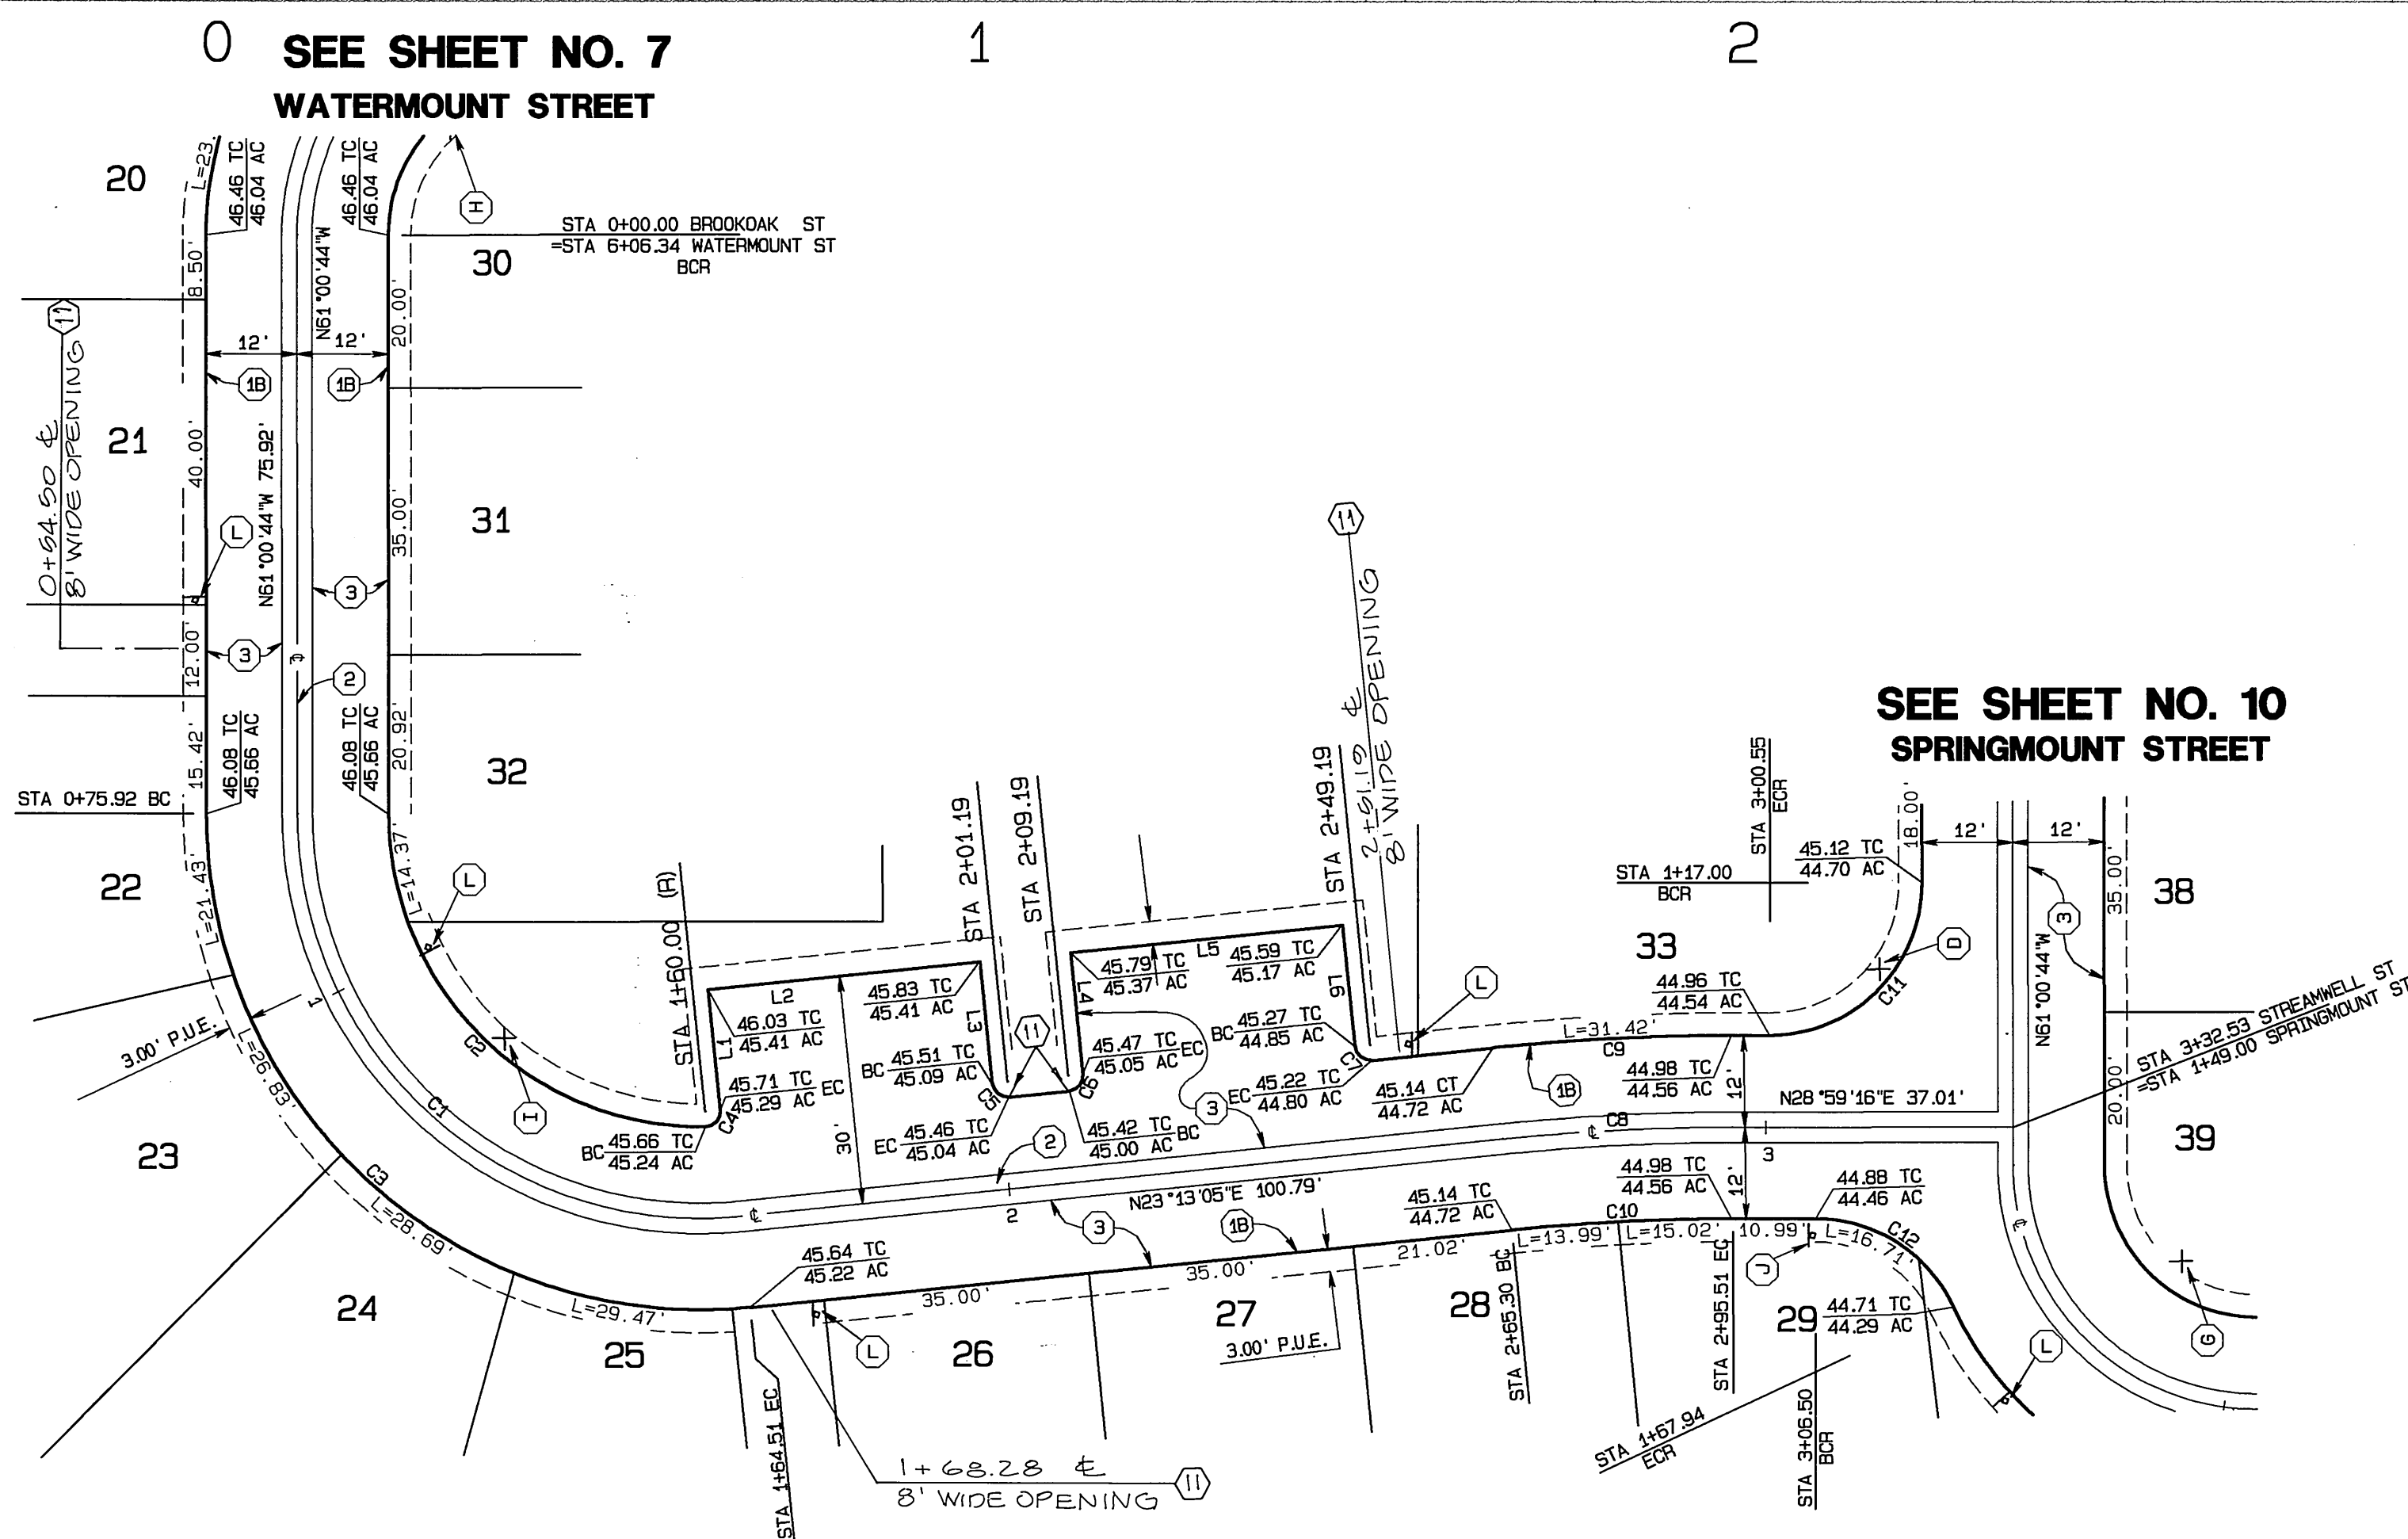 0
1
2
SEE SHEET NO. 7
WATERMOUNT STREET
20
L=23.
46.46 TC
46.04 AC
46.46 TC
46.04 AC
H
STA 0+00.00 BROOKOAK ST
=STA 6+06.34 WATERMOUNT ST
BCR
30
8.50'
N61°00'44"W
20.00'
11
12'
12'
1B
1B
0+54.50 ℄
8' WIDE OPENING
21
40.00'
N61°00'44"W 75.92'
L
35.00'
31
3
12.00'
3
℄
2
15.42'
46.08 TC
45.66 AC
46.08 TC
45.66 AC
20.92'
32
STA 0+75.92 BC
11
2+51.19 ℄
8' WIDE OPENING
SEE SHEET NO. 10
SPRINGMOUNT STREET
22
L=21.43'
L=14.37'
L
STA 1+60.00 (R)
STA 2+01.19
STA 2+09.19
STA 2+49.19
STA 3+00.55
ECR
STA 1+17.00
BCR
45.12 TC
44.70 AC
18.00'
12'
12'
3
35.00'
38
33
D
C11
N61°00'44"W
STA 3+32.53 STREAMWELL ST
=STA 1+49.00 SPRINGMOUNT ST
20.00'
39
3.00' P.U.E.
1
L=26.83'
C2
I
C1
23
C3
L=28.69'
24
L=29.47'
25
L1
L2
46.03 TC
45.41 AC
45.83 TC
45.41 AC
L3
11
L4
45.79 TC
45.37 AC
L5
45.59 TC
45.17 AC
L6
L
45.71 TC
45.29 AC
EC
C4
BC
45.66 TC
45.24 AC
30'
BC
45.51 TC
45.09 AC
C5
EC
45.46 TC
45.04 AC
2
45.47 TC
45.05 AC
EC
C6
45.42 TC
45.00 AC
BC
3
BC
45.27 TC
44.85 AC
C7
EC
45.22 TC
44.80 AC
45.14 CT
44.72 AC
L=31.42'
C9
1B
44.96 TC
44.54 AC
44.98 TC
44.56 AC
12'
N28°59'16"E 37.01'
℄
C8
3
2
N23°13'05"E 100.79'
℄
3
1B
45.64 TC
45.22 AC
L
35.00'
26
35.00'
27
3.00' P.U.E.
21.02'
45.14 TC
44.72 AC
28
STA 2+65.30 BC
L=13.99'
C10
L=15.02'
44.98 TC
44.56 AC
12'
STA 2+95.51 EC
10.99'
J
44.88 TC
44.46 AC
L=16.71'
C12
29
44.71 TC
44.29 AC
℄
G
L
STA 1+67.94
ECR
STA 3+06.50
BCR
STA 1+64.51 EC
1+68.28 ℄
8' WIDE OPENING
11